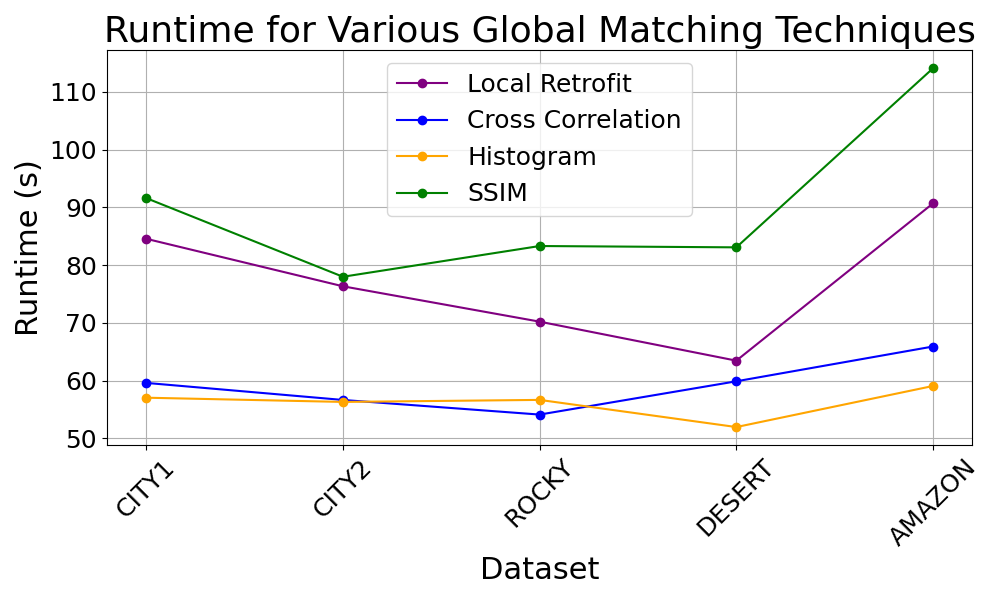 Runtime for Various Global Matching Techniques
Local Retrofit
Cross Correlation
Histogram
SSIM
Runtime (s)
110
100
90
80
70
60
50
CITY1
CITY2
ROCKY
DESERT
AMAZON
Dataset